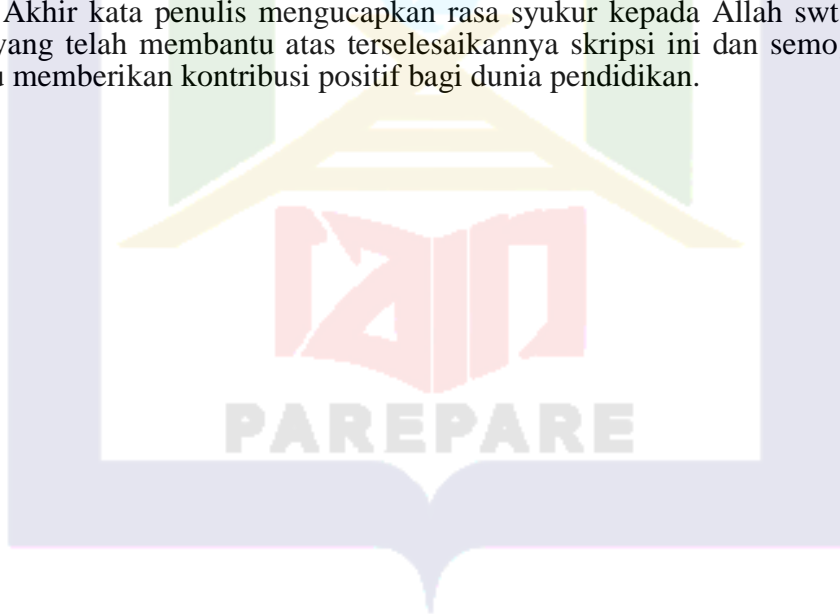 Akhir kata penulis mengucapkan rasa syukur kepada Allah swt
yang telah membantu atas terselesaikannya skripsi ini dan semo
memberikan kontribusi positif bagi dunia pendidikan.
iain
PAREPARE